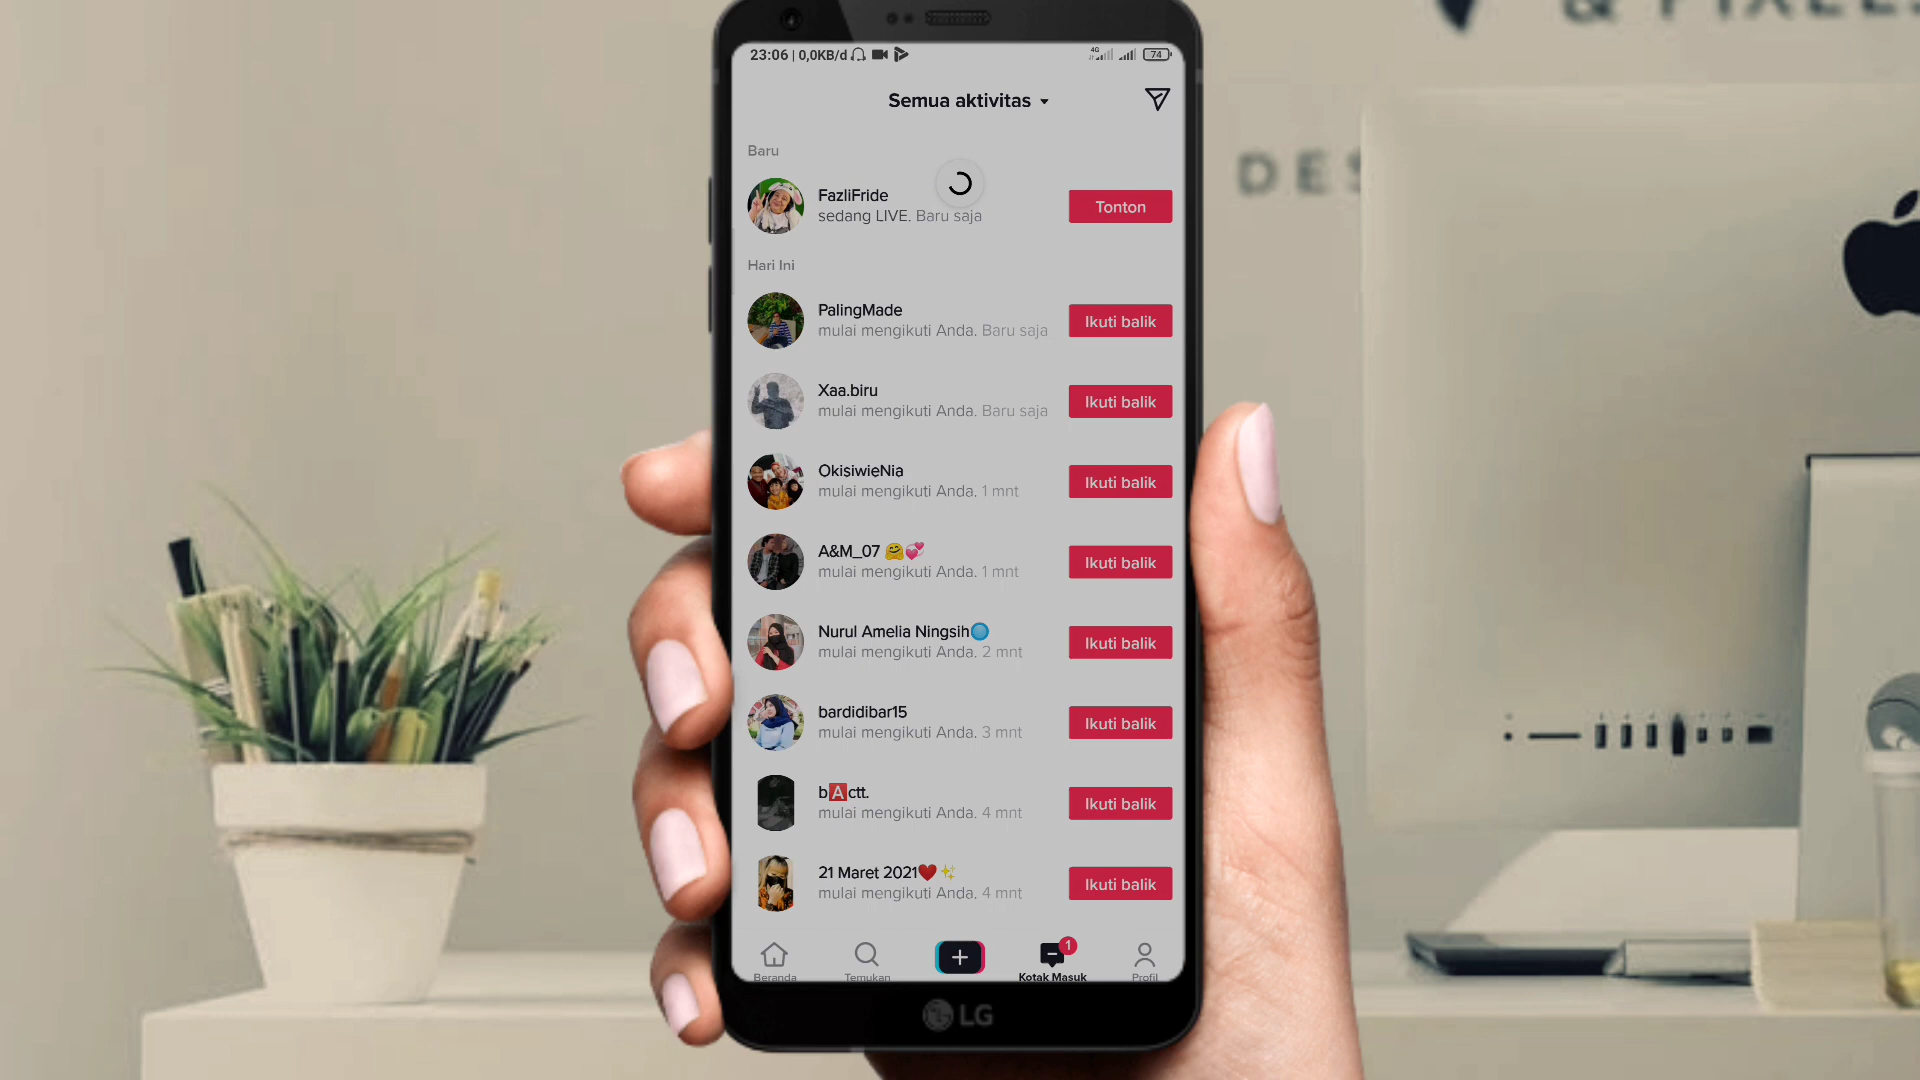 & PIXELS
DES
23:06 | 0,0KB/d
4G
74
Semua aktivitas
Baru
FazliFride
sedang LIVE. Baru saja
Tonton
Hari Ini
PalingMade
mulai mengikuti Anda. Baru saja
Ikuti balik
Xaa.biru
mulai mengikuti Anda. Baru saja
Ikuti balik
OkisiwieNia
mulai mengikuti Anda. 1 mnt
Ikuti balik
A&M_07 🤗💞
mulai mengikuti Anda. 1 mnt
Ikuti balik
Nurul Amelia Ningsih🔵
mulai mengikuti Anda. 2 mnt
Ikuti balik
bardidibar15
mulai mengikuti Anda. 3 mnt
Ikuti balik
b🅰️ctt.
mulai mengikuti Anda. 4 mnt
Ikuti balik
21 Maret 2021❤️✨
mulai mengikuti Anda. 4 mnt
Ikuti balik
1
Beranda
Temukan
Kotak Masuk
Profil
LG